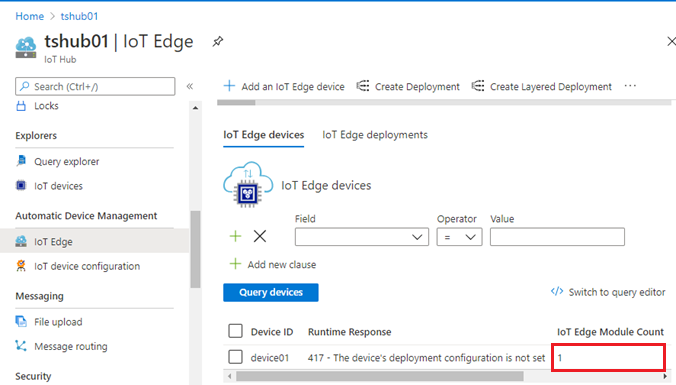 Home > tshub01
tshub01 | IoT Edge
IoT Hub
Search (Ctrl+/)
Locks
Explorers
Query explorer
IoT devices
Automatic Device Management
IoT Edge
IoT device configuration
Messaging
File upload
Message routing
Security
Add an IoT Edge device
Create Deployment
Create Layered Deployment
IoT Edge devices IoT Edge deployments
IoT Edge devices
Field Operator Value
=
Add new clause
Query devices
</> Switch to query editor
Device ID Runtime Response IoT Edge Module Count
device01 417 - The device's deployment configuration is not set 1